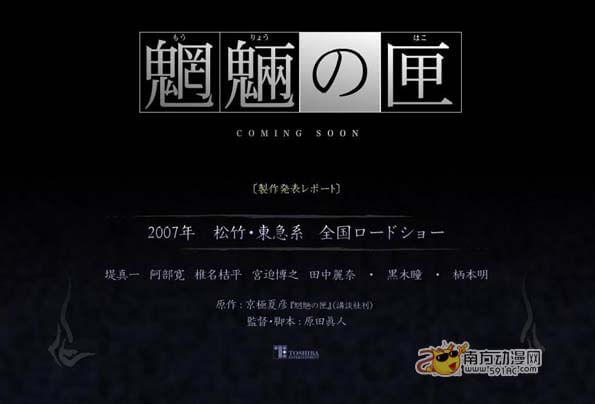 もう りょう はこ
魍魎の匣
COMING SOON
〔製作発表レポート〕
2007年 松竹・東急系 全国ロードショー
堤真一 阿部寛 椎名桔平 宮迫博之 田中麗奈 ・ 黒木瞳 ・ 柄本明
原作：京極夏彦『魍魎の匣』（講談社刊）
監督・脚本：原田眞人
TOSHIBA
ENTERTAINMENT
南方动漫网
www.591AC.com